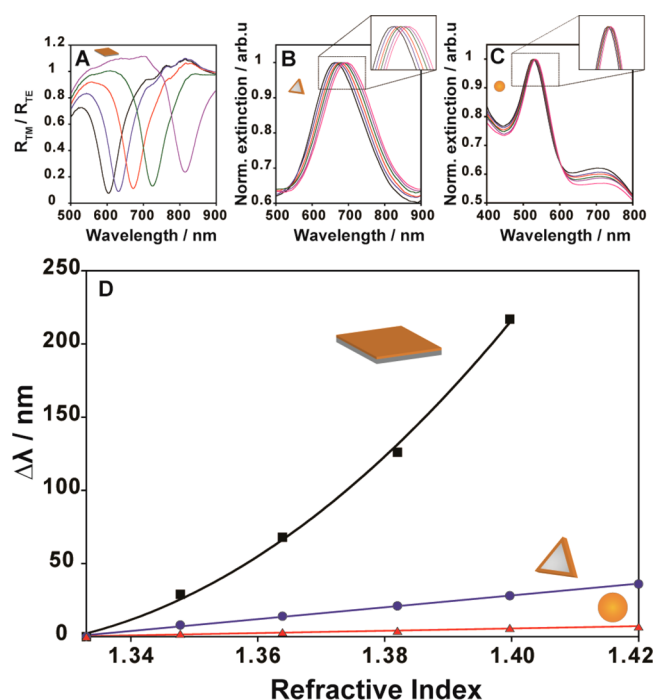 A
B
C
R_TM / R_TE
1.2
1
0.8
0.6
0.4
0.2
0
500 600 700 800 900
Wavelength / nm
Norm. extinction / arb.u
1
0.9
0.8
0.7
0.6
500 600 700 800 900
Wavelength / nm
Norm. extinction / arb.u
1
0.9
0.8
0.7
0.6
0.5
400 500 600 700 800
Wavelength / nm
D
Δλ / nm
250
200
150
100
50
0
1.34 1.36 1.38 1.40 1.42
Refractive Index